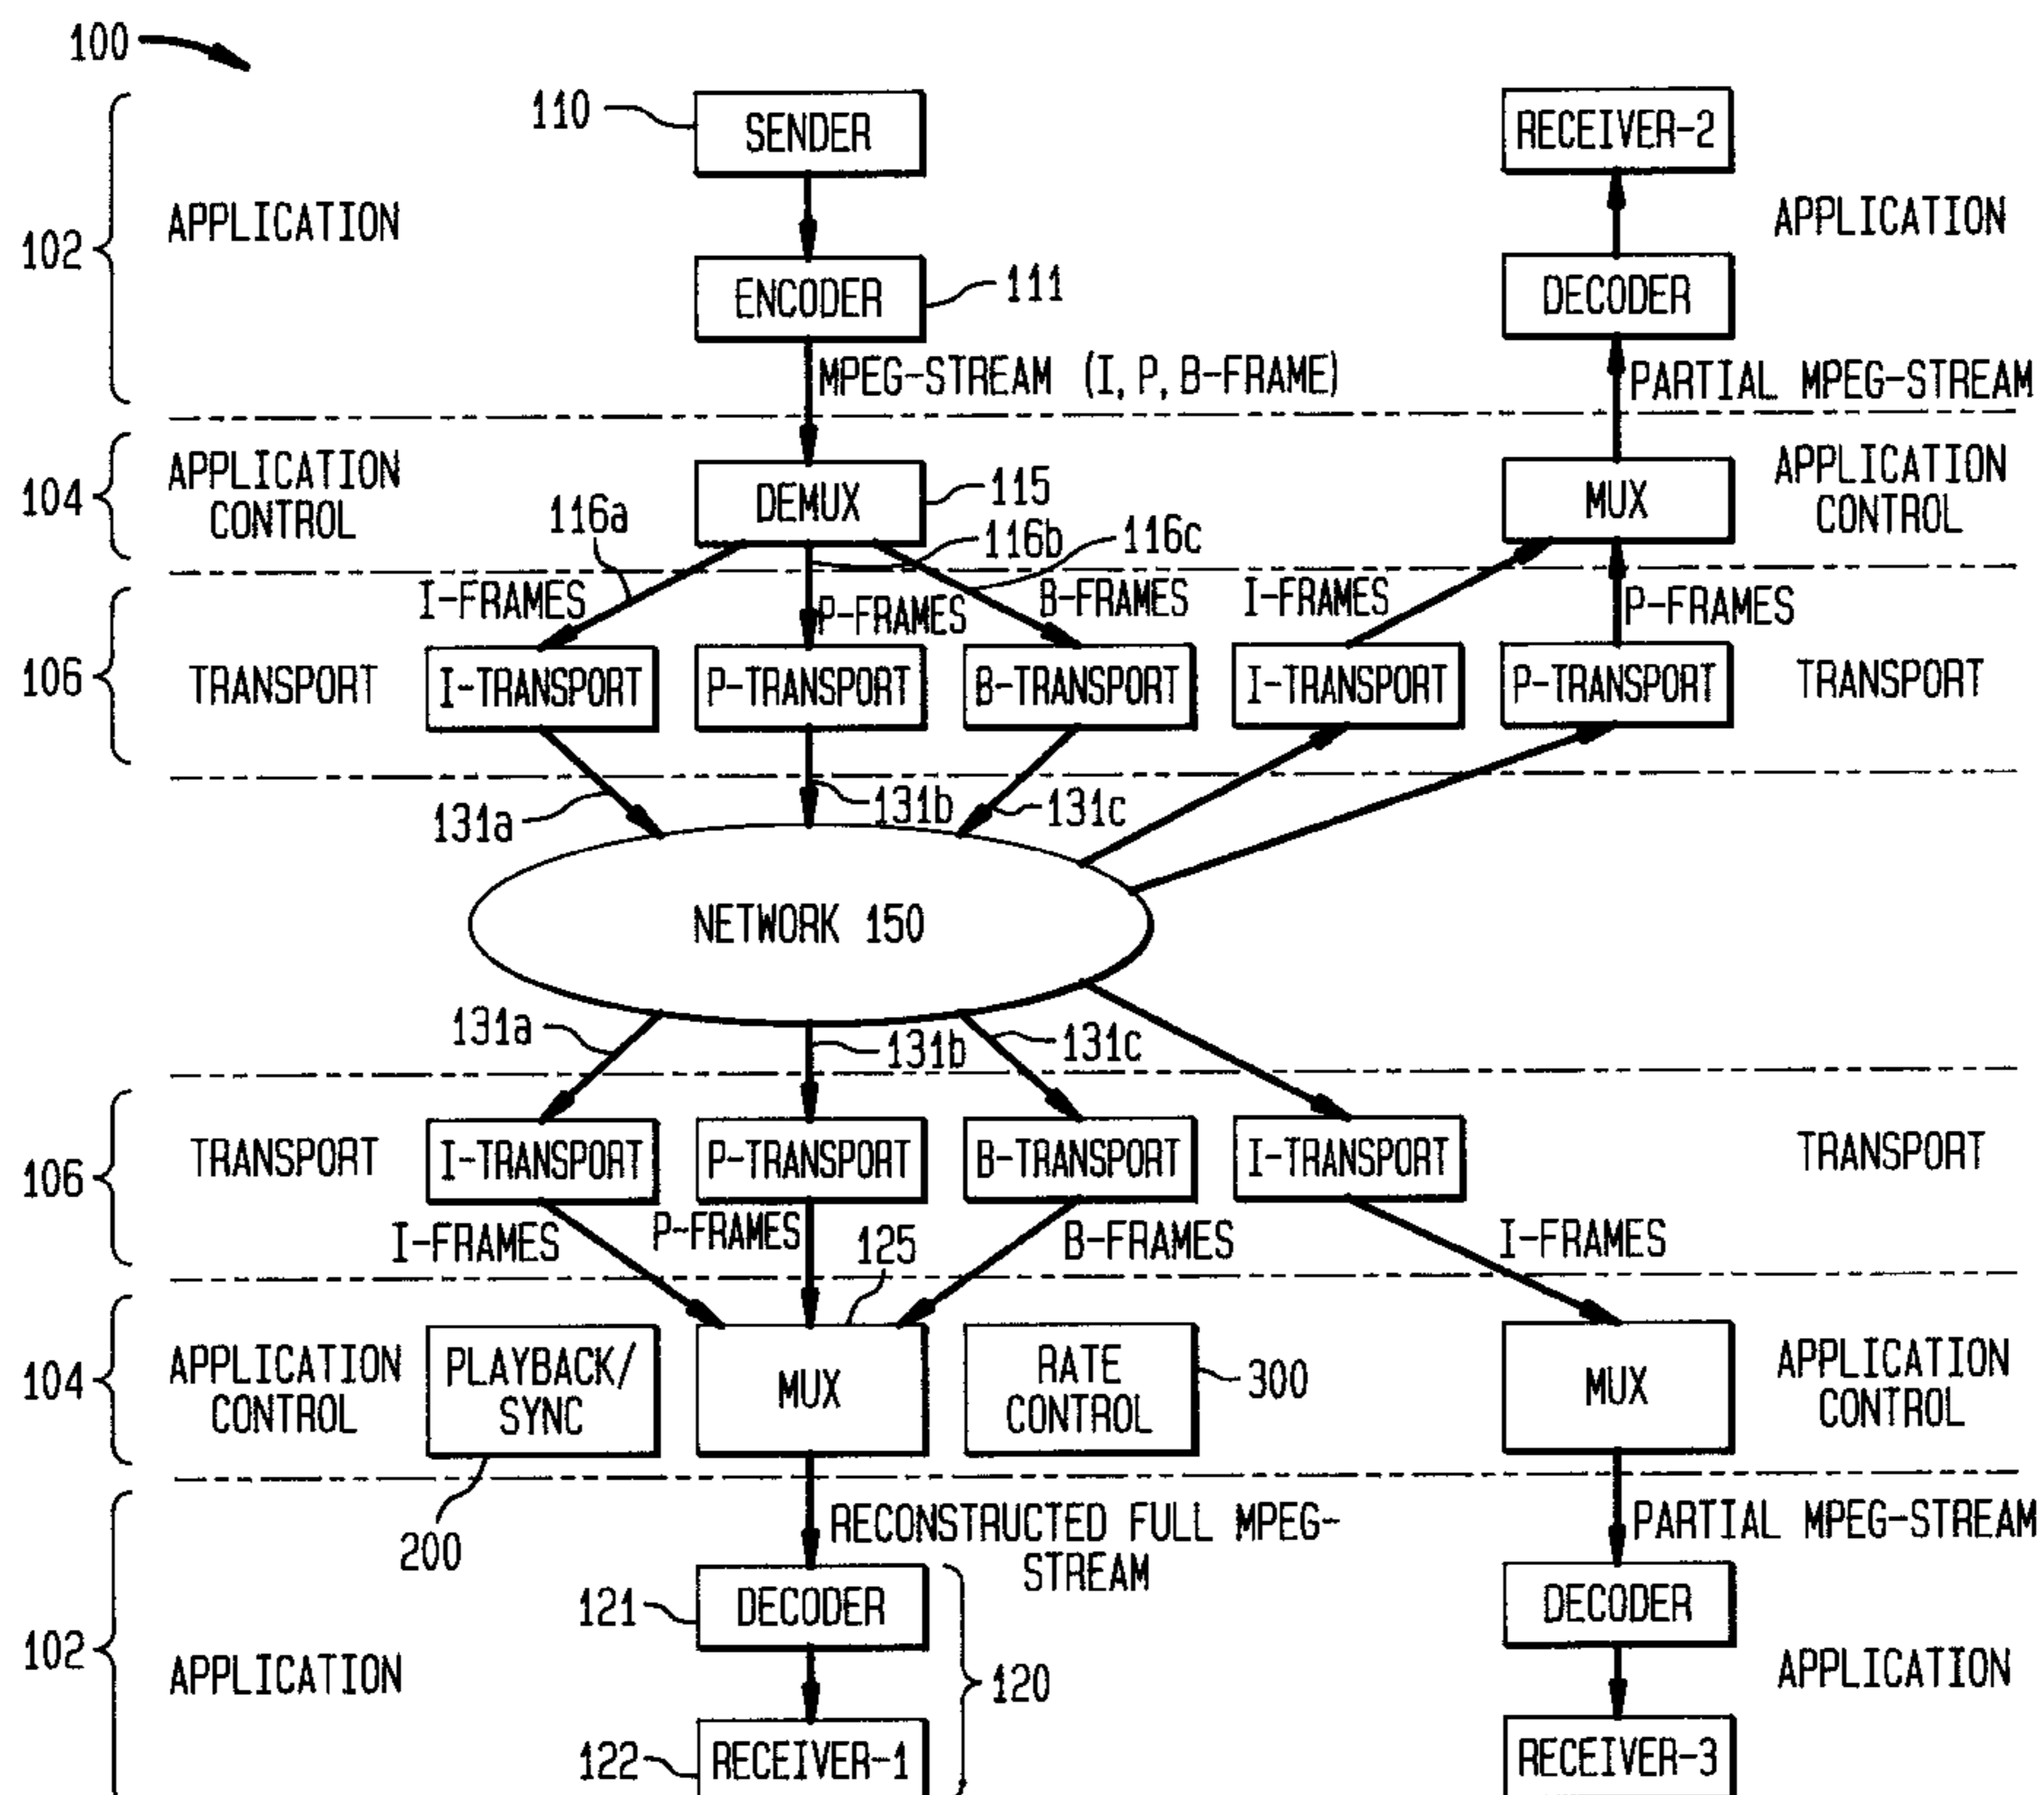 100
110
SENDER
RECEIVER-2
102
APPLICATION
APPLICATION
ENCODER
111
DECODER
MPEG-STREAM (I, P, B-FRAME)
PARTIAL MPEG-STREAM
104
APPLICATION
CONTROL
116a
DEMUX
115
116b
116c
MUX
APPLICATION
CONTROL
I-FRAMES
P-FRAMES
B-FRAMES
I-FRAMES
P-FRAMES
106
TRANSPORT
I-TRANSPORT
P-TRANSPORT
B-TRANSPORT
I-TRANSPORT
P-TRANSPORT
TRANSPORT
131a
131b
131c
NETWORK 150
131a
131b
131c
106
TRANSPORT
I-TRANSPORT
P-TRANSPORT
B-TRANSPORT
I-TRANSPORT
TRANSPORT
I-FRAMES
P-FRAMES
125
B-FRAMES
I-FRAMES
104
APPLICATION
CONTROL
PLAYBACK/
SYNC
MUX
RATE
CONTROL
300
MUX
APPLICATION
CONTROL
200
RECONSTRUCTED FULL MPEG-
STREAM
PARTIAL MPEG-STREAM
102
APPLICATION
121
DECODER
120
DECODER
APPLICATION
122
RECEIVER-1
RECEIVER-3